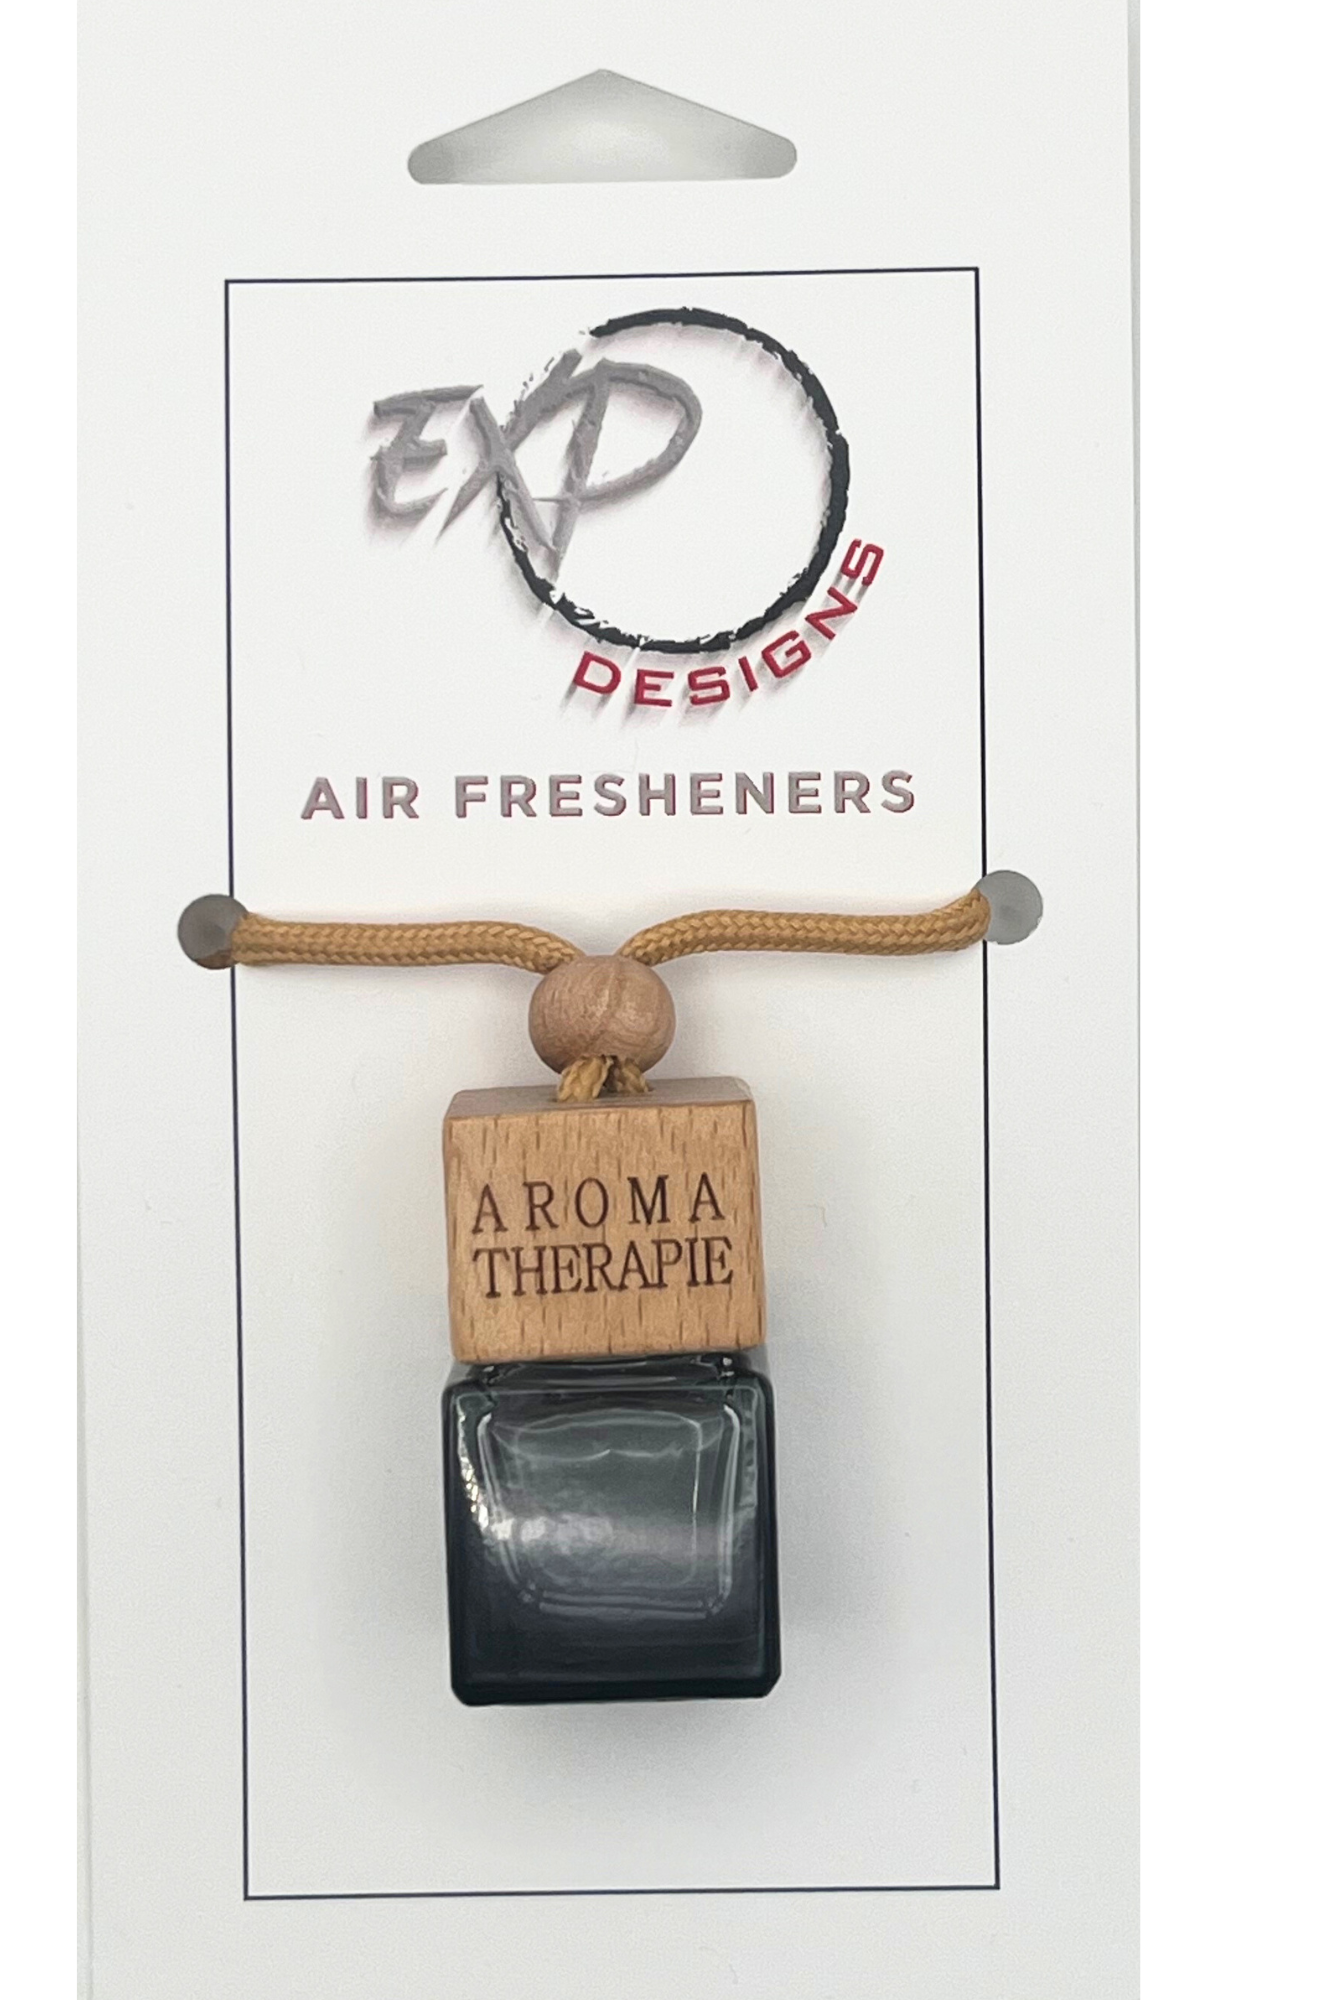 EXP
DESIGNS
AIR FRESHENERS
AROMA
THERAPIE